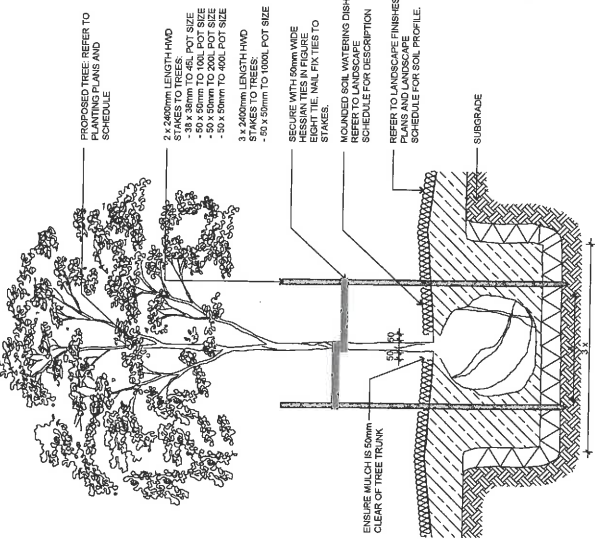 PROPOSED TREE: REFER TO
PLANTING PLANS AND
SCHEDULE
2 x 2400mm LENGTH HWD
STAKES TO TREES:
- 38 x 38mm TO 45L POT SIZE
- 50 x 50mm TO 100L POT SIZE
- 50 x 50mm TO 200L POT SIZE
- 50 x 50mm TO 400L POT SIZE
3 x 2400mm LENGTH HWD
STAKES TO TREES:
- 50 x 50mm TO 1000L POT SIZE
SECURE WITH 50mm WIDE
HESSIAN TIES IN FIGURE
EIGHT TIE, NAIL FIX TIES TO
STAKES.
MOUNDED SOIL WATERING DISH
REFER TO LANDSCAPE
SCHEDULE FOR DESCRIPTION
REFER TO LANDSCAPE FINISHES
PLANS AND LANDSCAPE
SCHEDULE FOR SOIL PROFILE.
SUBGRADE
50
50
ENSURE MULCH IS 50mm
CLEAR OF TREE TRUNK
3 x